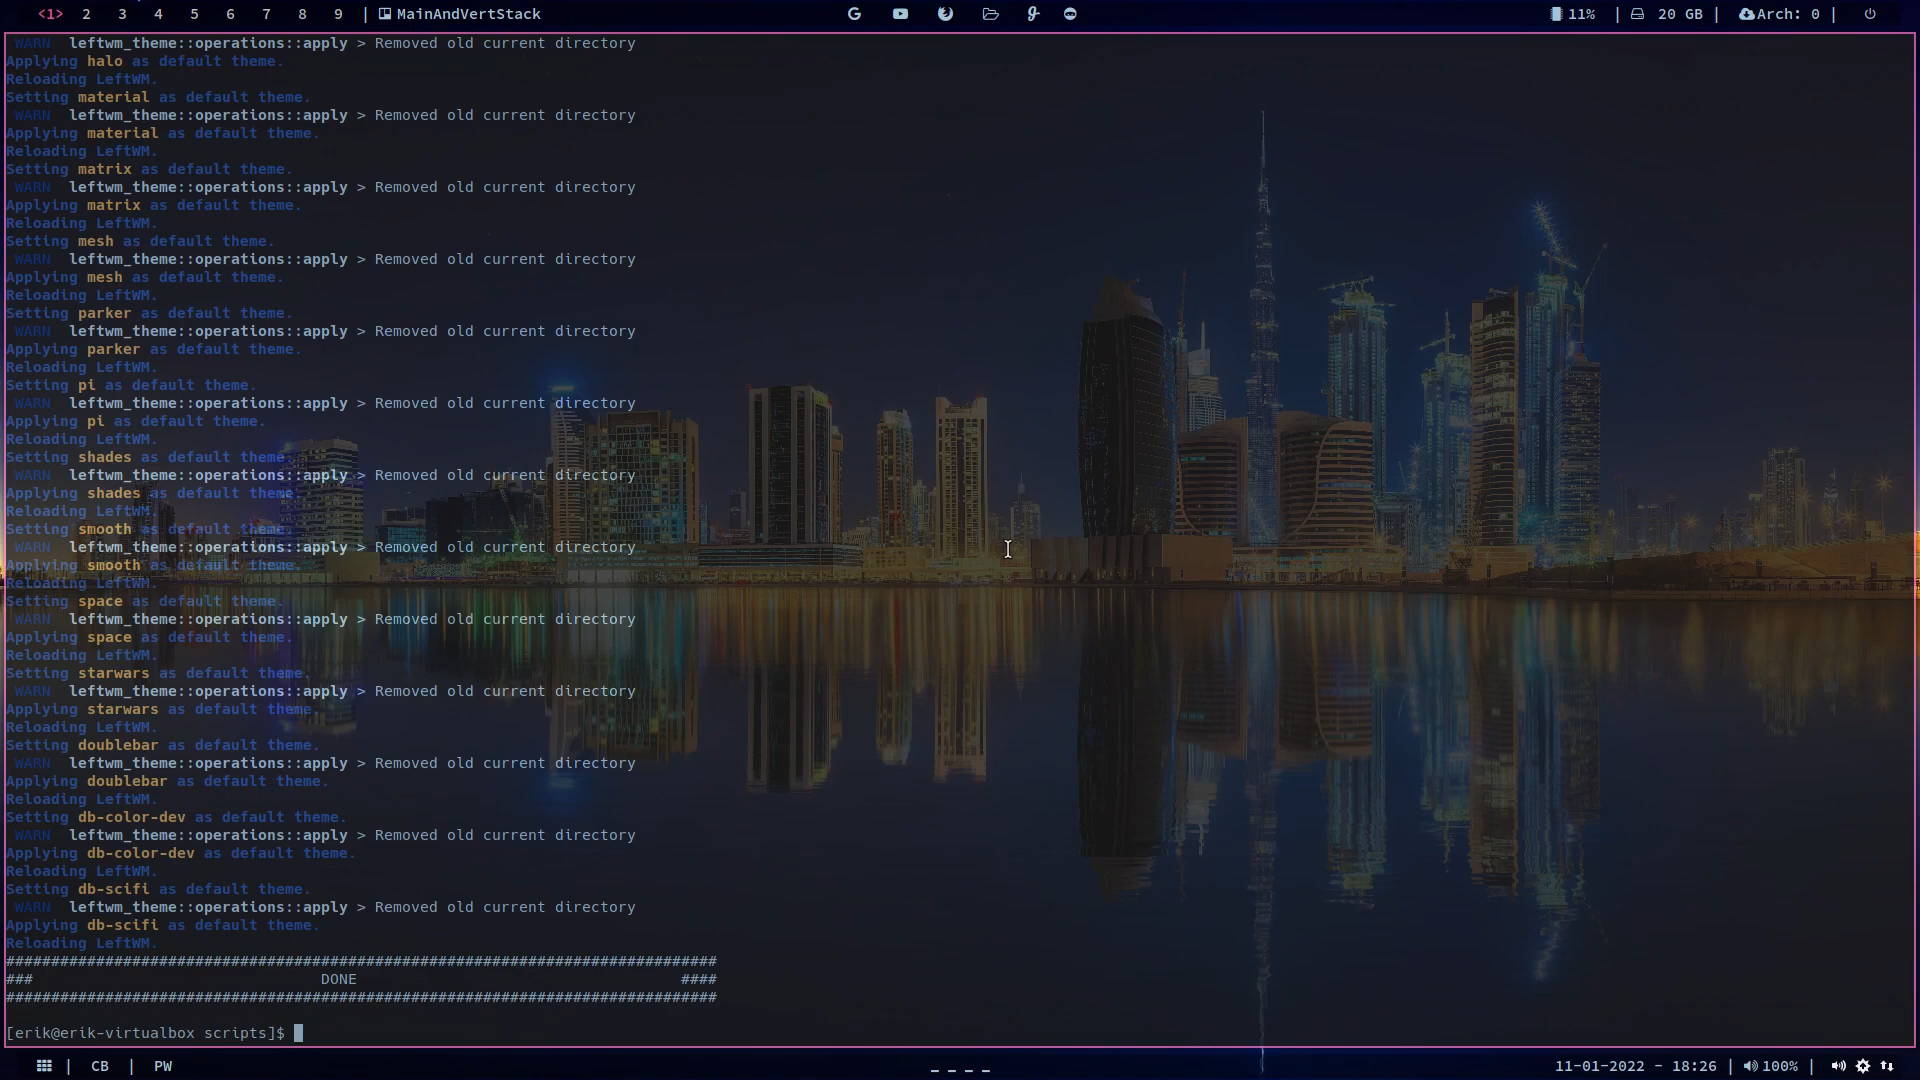 <1> 2 3 4 5 6 7 8 9 | MainAndVertStack 11% | 20 GB | Arch: 0 |
WARN leftwm_theme::operations::apply > Removed old current directory
Applying halo as default theme.
Reloading LeftWM.
Setting material as default theme.
WARN leftwm_theme::operations::apply > Removed old current directory
Applying material as default theme.
Reloading LeftWM.
Setting matrix as default theme.
WARN leftwm_theme::operations::apply > Removed old current directory
Applying matrix as default theme.
Reloading LeftWM.
Setting mesh as default theme.
WARN leftwm_theme::operations::apply > Removed old current directory
Applying mesh as default theme.
Reloading LeftWM.
Setting parker as default theme.
WARN leftwm_theme::operations::apply > Removed old current directory
Applying parker as default theme.
Reloading LeftWM.
Setting pi as default theme.
WARN leftwm_theme::operations::apply > Removed old current directory
Applying pi as default theme.
Reloading LeftWM.
Setting shades as default theme.
WARN leftwm_theme::operations::apply > Removed old current directory
Applying shades as default theme.
Reloading LeftWM.
Setting smooth as default theme.
WARN leftwm_theme::operations::apply > Removed old current directory
Applying smooth as default theme.
Reloading LeftWM.
Setting space as default theme.
WARN leftwm_theme::operations::apply > Removed old current directory
Applying space as default theme.
Reloading LeftWM.
Setting starwars as default theme.
WARN leftwm_theme::operations::apply > Removed old current directory
Applying starwars as default theme.
Reloading LeftWM.
Setting doublebar as default theme.
WARN leftwm_theme::operations::apply > Removed old current directory
Applying doublebar as default theme.
Reloading LeftWM.
Setting db-color-dev as default theme.
WARN leftwm_theme::operations::apply > Removed old current directory
Applying db-color-dev as default theme.
Reloading LeftWM.
Setting db-scifi as default theme.
WARN leftwm_theme::operations::apply > Removed old current directory
Applying db-scifi as default theme.
Reloading LeftWM.
###############################################################################
### DONE ####
###############################################################################
[erik@erik-virtualbox scripts]$
| CB | PW _ _ _ _ 11-01-2022 - 18:26 | 100% |